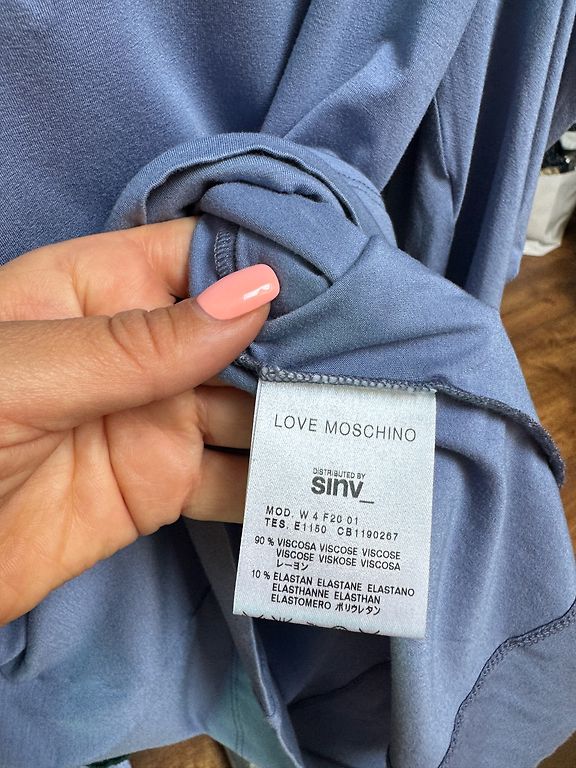 LOVE MOSCHINO
DISTRIBUTED BY
sinv_
MOD. W 4 F20 01
TES. E1150 CB1190267
90 % VISCOSA VISCOSE VISCOSE
VISCOSE VISKOSE VISCOSA
レーヨン
10 % ELASTAN ELASTANE ELASTANO
ELASTHANNE ELASTHAN
ELASTOMERO ポリウレタン